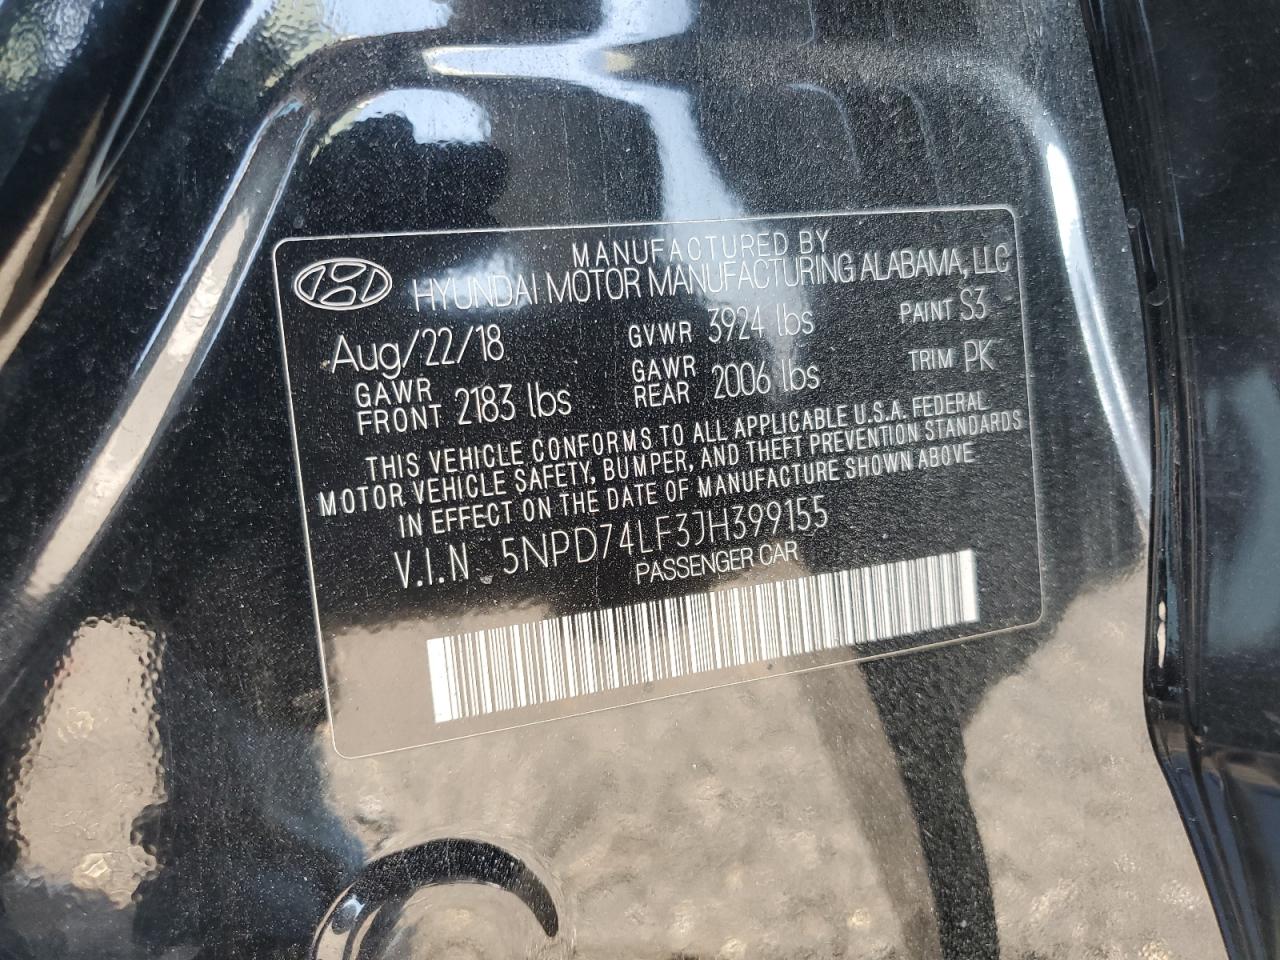 MANUFACTURED BY
HYUNDAI MOTOR MANUFACTURING ALABAMA, LLC
Aug/22/18 GVWR 3924 lbs PAINT S3
GAWR FRONT 2183 lbs GAWR REAR 2006 lbs TRIM PK
THIS VEHICLE CONFORMS TO ALL APPLICABLE U.S.A. FEDERAL
MOTOR VEHICLE SAFETY, BUMPER, AND THEFT PREVENTION STANDARDS
IN EFFECT ON THE DATE OF MANUFACTURE SHOWN ABOVE
V.I.N 5NPD74LF3JH399155
PASSENGER CAR